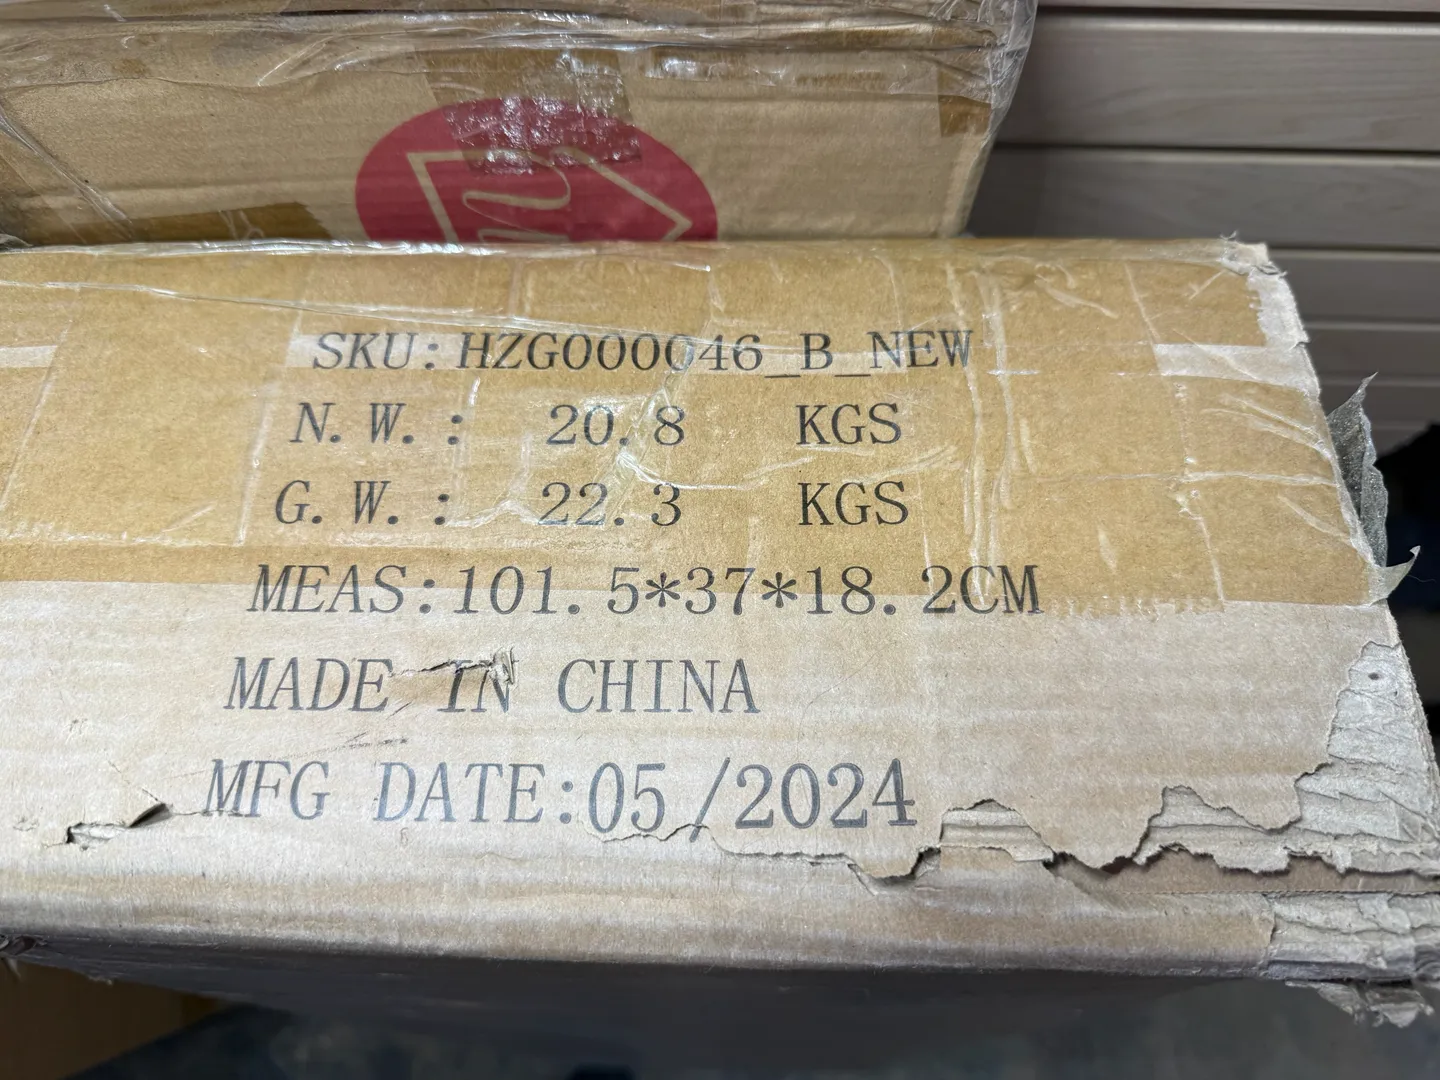 SKU:HZG000046_B_NEW
N.W.: 20.8 KGS
G.W.: 22.3 KGS
MEAS:101.5*37*18.2CM
MADE IN CHINA
MFG DATE:05/2024